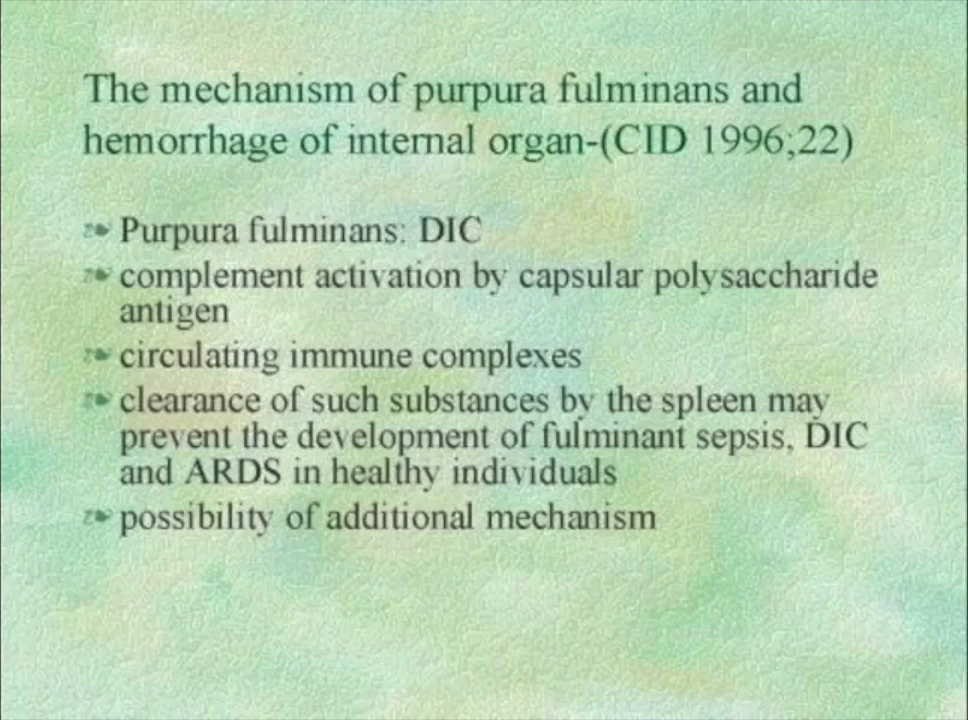 The mechanism of purpura fulminans and
hemorrhage of internal organ-(CID 1996;22)
Purpura fulminans: DIC
complement activation by capsular polysaccharide
antigen
circulating immune complexes
clearance of such substances by the spleen may
prevent the development of fulminant sepsis, DIC
and ARDS in healthy individuals
possibility of additional mechanism